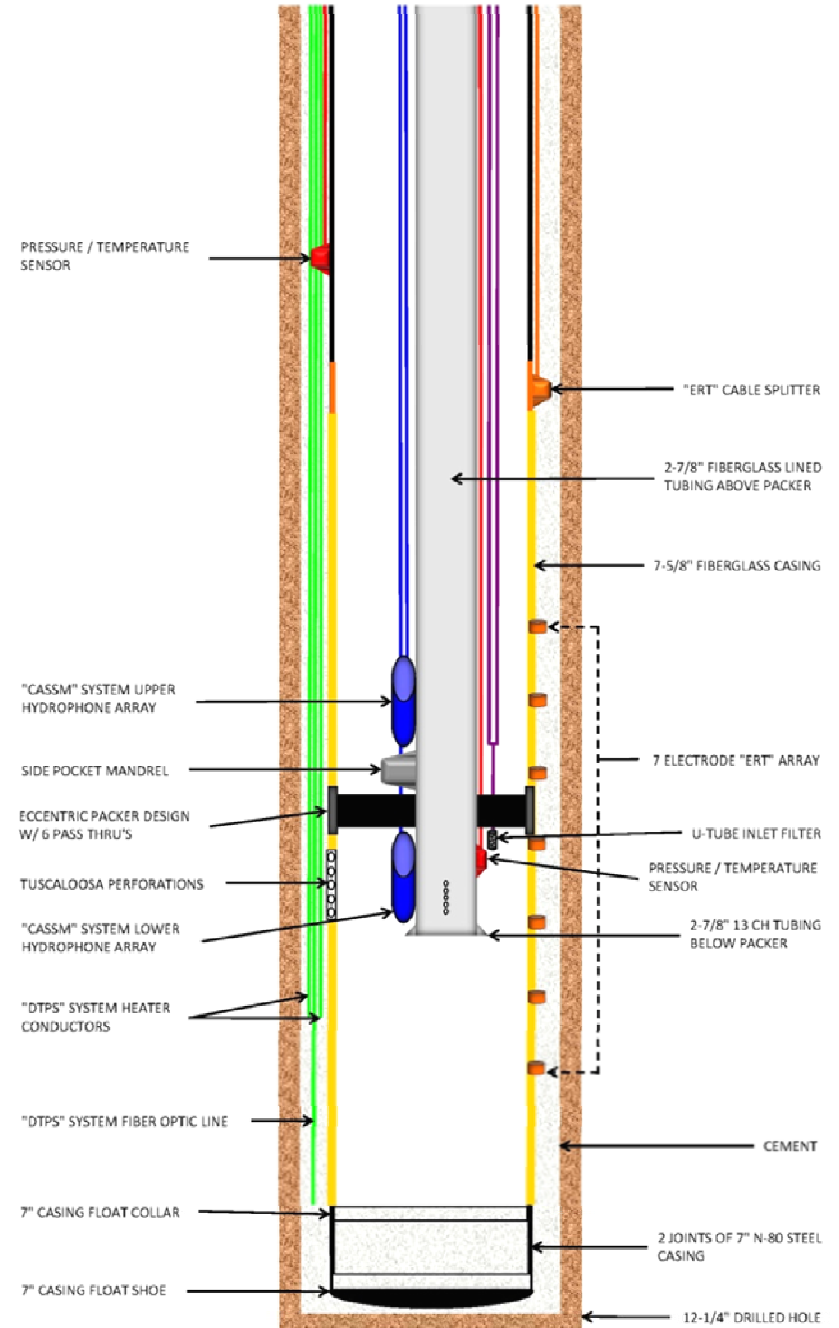 PRESSURE / TEMPERATURE
SENSOR
"ERT" CABLE SPLITTER
2-7/8" FIBERGLASS LINED
TUBING ABOVE PACKER
7-5/8" FIBERGLASS CASING
"CASSM" SYSTEM UPPER
HYDROPHONE ARRAY
7 ELECTRODE "ERT" ARRAY
SIDE POCKET MANDREL
ECCENTRIC PACKER DESIGN
W/ 6 PASS THRU'S
U-TUBE INLET FILTER
PRESSURE / TEMPERATURE
SENSOR
TUSCALOOSA PERFORATIONS
"CASSM" SYSTEM LOWER
HYDROPHONE ARRAY
2-7/8" 13 CH TUBING
BELOW PACKER
"DTPS" SYSTEM HEATER
CONDUCTORS
"DTPS" SYSTEM FIBER OPTIC LINE
CEMENT
7" CASING FLOAT COLLAR
2 JOINTS OF 7" N-80 STEEL
CASING
7" CASING FLOAT SHOE
12-1/4" DRILLED HOLE